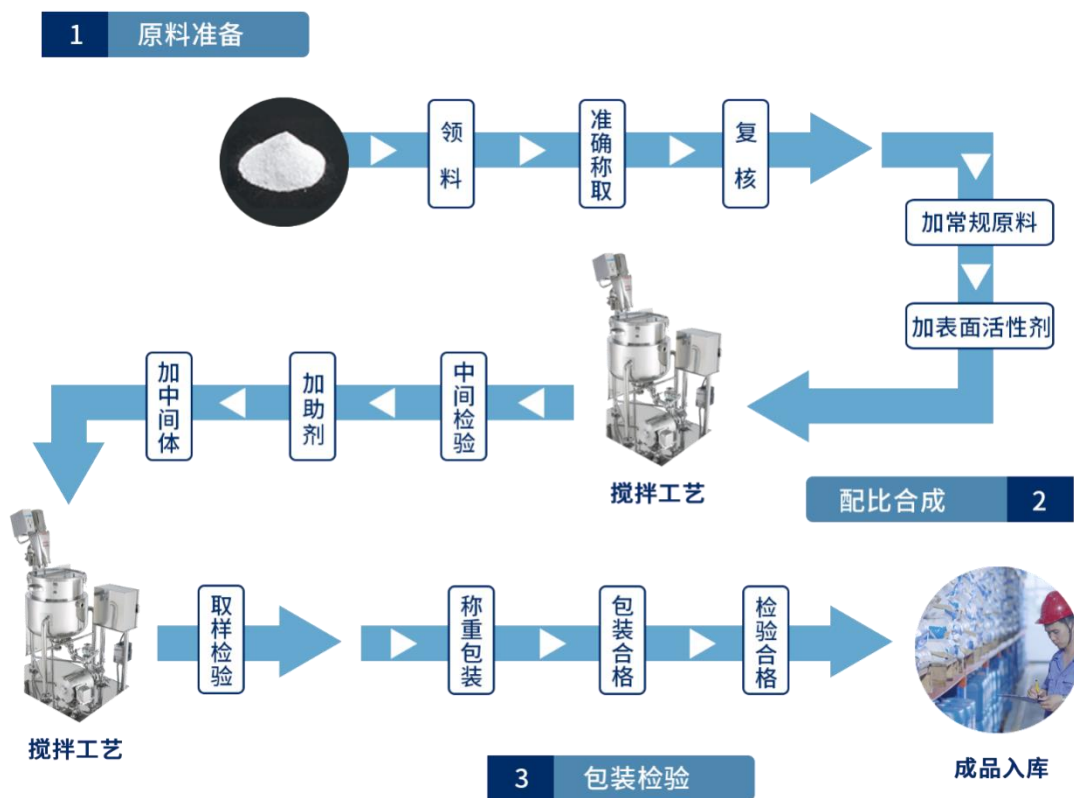 1 原料准备
领料
准确称取
复核
加常规原料
加表面活性剂
搅拌工艺
中间检验
加助剂
加中间体
配比合成 2
搅拌工艺
取样检验
称重包装
包装合格
检验合格
成品入库
3 包装检验